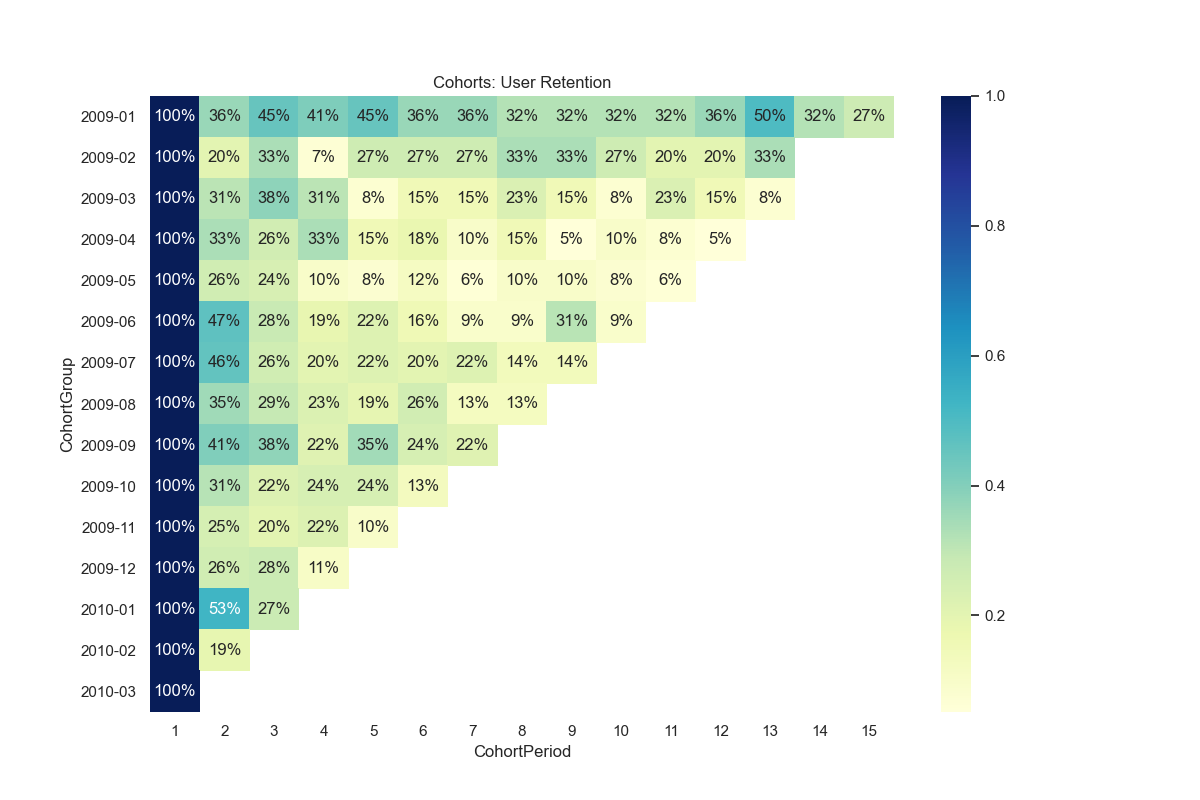 Cohorts: User Retention
2009-01 100% 36% 45% 41% 45% 36% 36% 32% 32% 32% 32% 36% 50% 32% 27%
2009-02 100% 20% 33% 7% 27% 27% 27% 33% 33% 27% 20% 20% 33%
2009-03 100% 31% 38% 31% 8% 15% 15% 23% 15% 8% 23% 15% 8%
2009-04 100% 33% 26% 33% 15% 18% 10% 15% 5% 10% 8% 5%
2009-05 100% 26% 24% 10% 8% 12% 6% 10% 10% 8% 6%
2009-06 100% 47% 28% 19% 22% 16% 9% 9% 31% 9%
2009-07 100% 46% 26% 20% 22% 20% 22% 14% 14%
2009-08 100% 35% 29% 23% 19% 26% 13% 13%
2009-09 100% 41% 38% 22% 35% 24% 22%
2009-10 100% 31% 22% 24% 24% 13%
2009-11 100% 25% 20% 22% 10%
2009-12 100% 26% 28% 11%
2010-01 100% 53% 27%
2010-02 100% 19%
2010-03 100%
1 2 3 4 5 6 7 8 9 10 11 12 13 14 15
CohortPeriod
CohortGroup
1.0
0.8
0.6
0.4
0.2